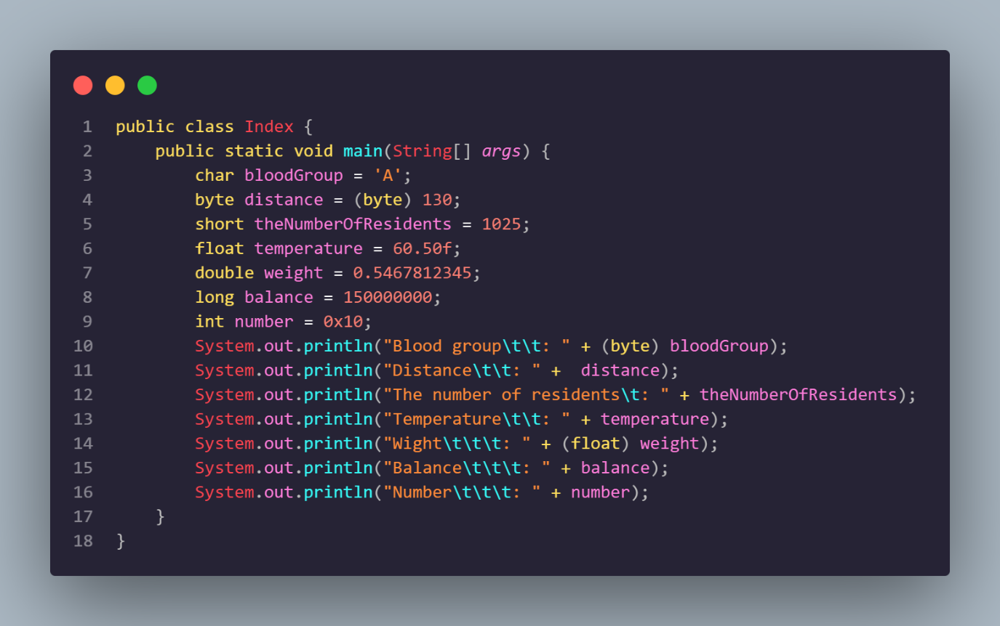 1 public class Index {
2     public static void main(String[] args) {
3         char bloodGroup = 'A';
4         byte distance = (byte) 130;
5         short theNumberOfResidents = 1025;
6         float temperature = 60.50f;
7         double weight = 0.5467812345;
8         long balance = 150000000;
9         int number = 0x10;
10         System.out.println("Blood group\t\t: " + (byte) bloodGroup);
11         System.out.println("Distance\t\t: " +  distance);
12         System.out.println("The number of residents\t: " + theNumberOfResidents);
13         System.out.println("Temperature\t\t: " + temperature);
14         System.out.println("Wight\t\t\t: " + (float) weight);
15         System.out.println("Balance\t\t\t: " + balance);
16         System.out.println("Number\t\t\t: " + number);
17     }
18 }